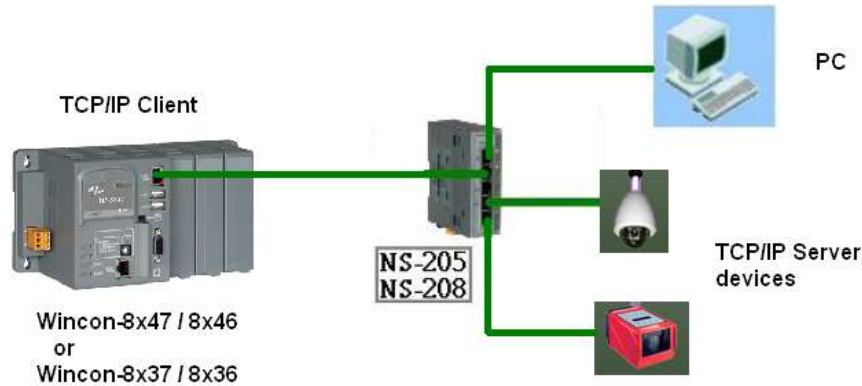 PC
TCP/IP Client
NS-205
NS-208
TCP/IP Server
devices
Wincon-8x47 / 8x46
or
Wincon-8x37 / 8x36